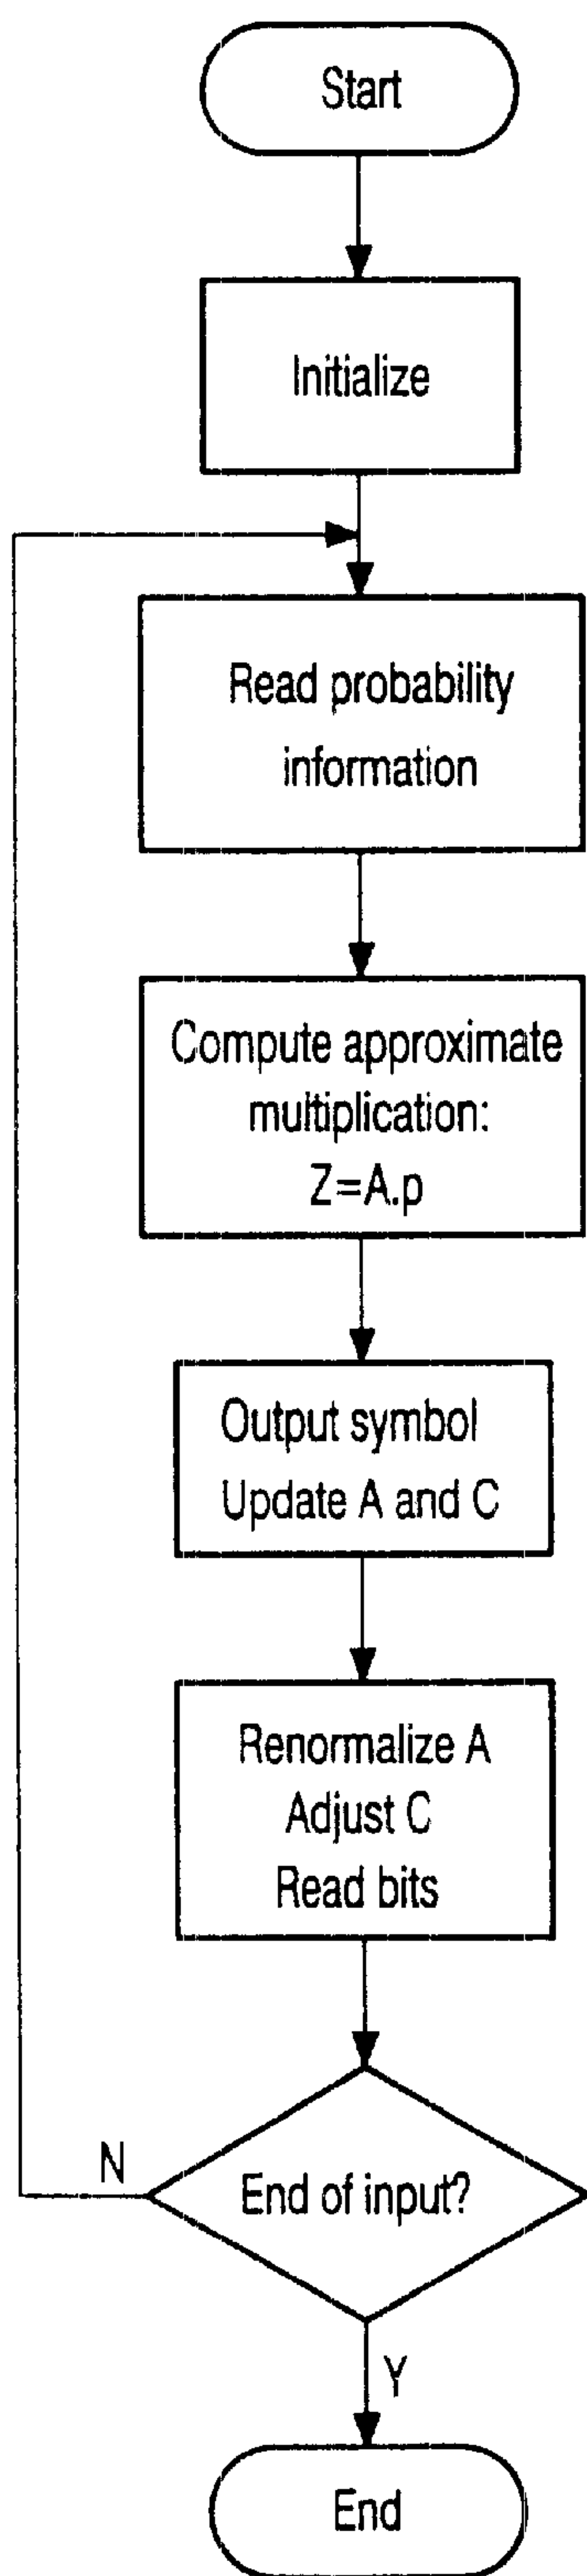 Start
Initialize
Read probability
information
Compute approximate
multiplication:
Z=A.p
Output symbol
Update A and C
Renormalize A
Adjust C
Read bits
N
End of input?
Y
End